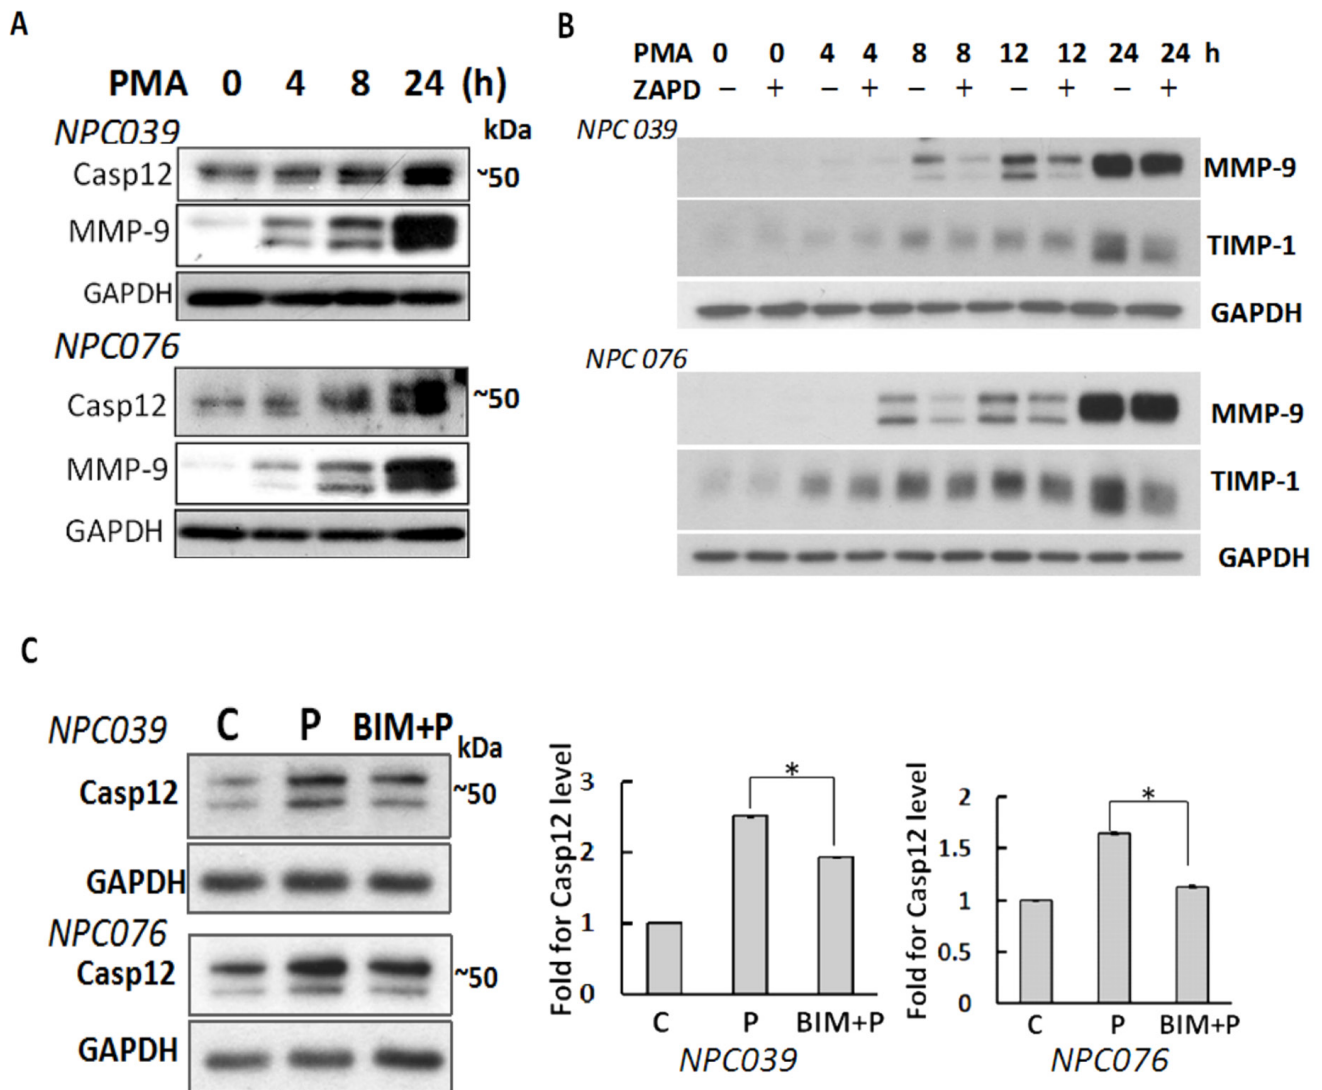 A
PMA 0 4 8 24 (h)
NPC039
kDa
Casp12
~50
MMP-9
GAPDH
NPC076
Casp12
~50
MMP-9
GAPDH
B
PMA 0 0 4 4 8 8 12 12 24 24 h
ZAPD − + − + − + − + − +
NPC 039
MMP-9
TIMP-1
GAPDH
NPC 076
MMP-9
TIMP-1
GAPDH
C
NPC039 C P BIM+P
kDa
Casp12
~50
GAPDH
NPC076
Casp12
~50
GAPDH
Fold for Casp12 level
3
2
1
0
*
C P BIM+P
NPC039
Fold for Casp12 level
2
1.5
1
0.5
0
*
C P BIM+P
NPC076